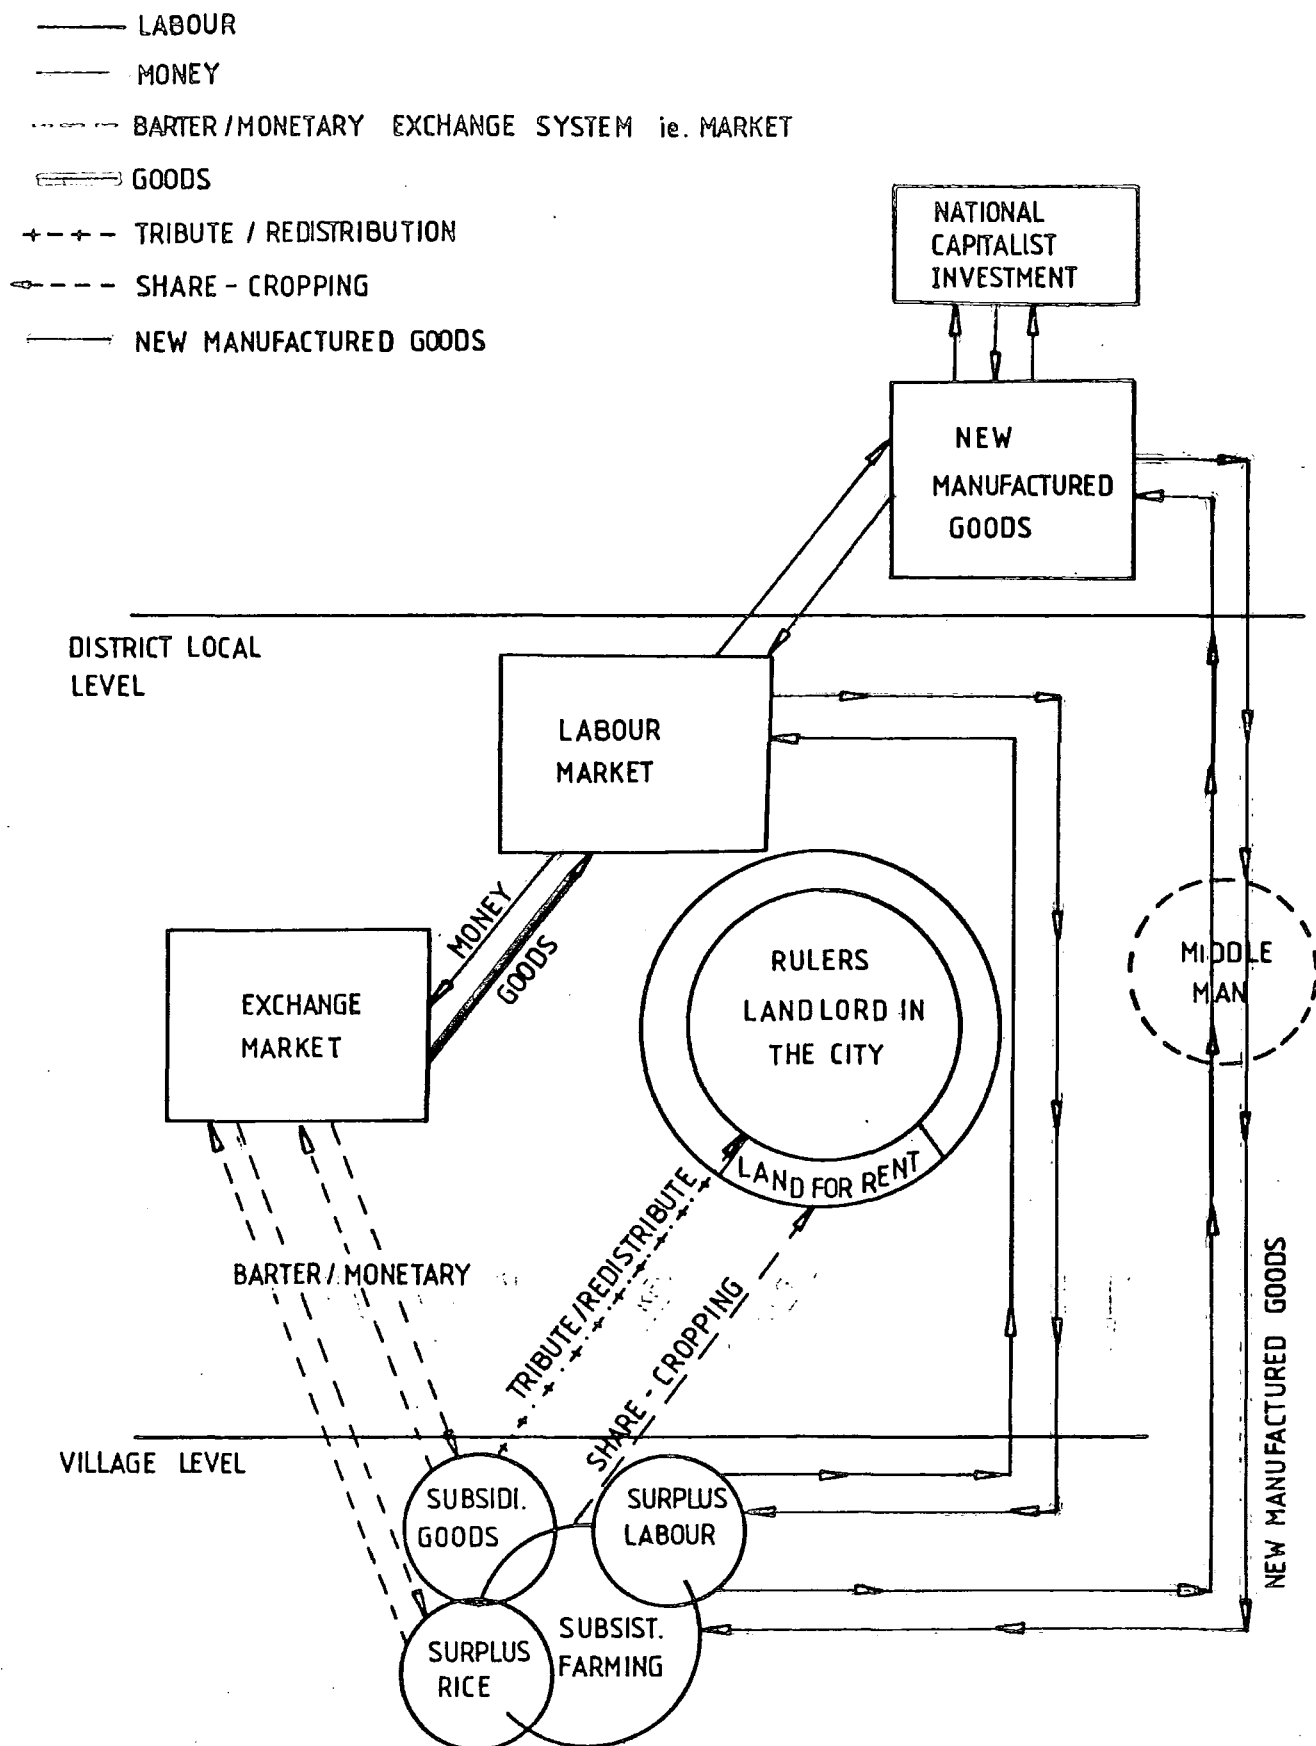 LABOUR
MONEY
BARTER/MONETARY EXCHANGE SYSTEM ie. MARKET
GOODS
TRIBUTE / REDISTRIBUTION
SHARE - CROPPING
NEW MANUFACTURED GOODS
NATIONAL
CAPITALIST
INVESTMENT
NEW
MANUFACTURED
GOODS
DISTRICT LOCAL
LEVEL
LABOUR
MARKET
MONEY
GOODS
EXCHANGE
MARKET
RULERS
LANDLORD IN
THE CITY
LAND FOR RENT
MIDDLE
MAN
BARTER/MONETARY
TRIBUTE/REDISTRIBUTE
SHARE - CROPPING
NEW MANUFACTURED GOODS
VILLAGE LEVEL
SUBSIDI.
GOODS
SURPLUS
LABOUR
SUBSIST.
FARMING
SURPLUS
RICE